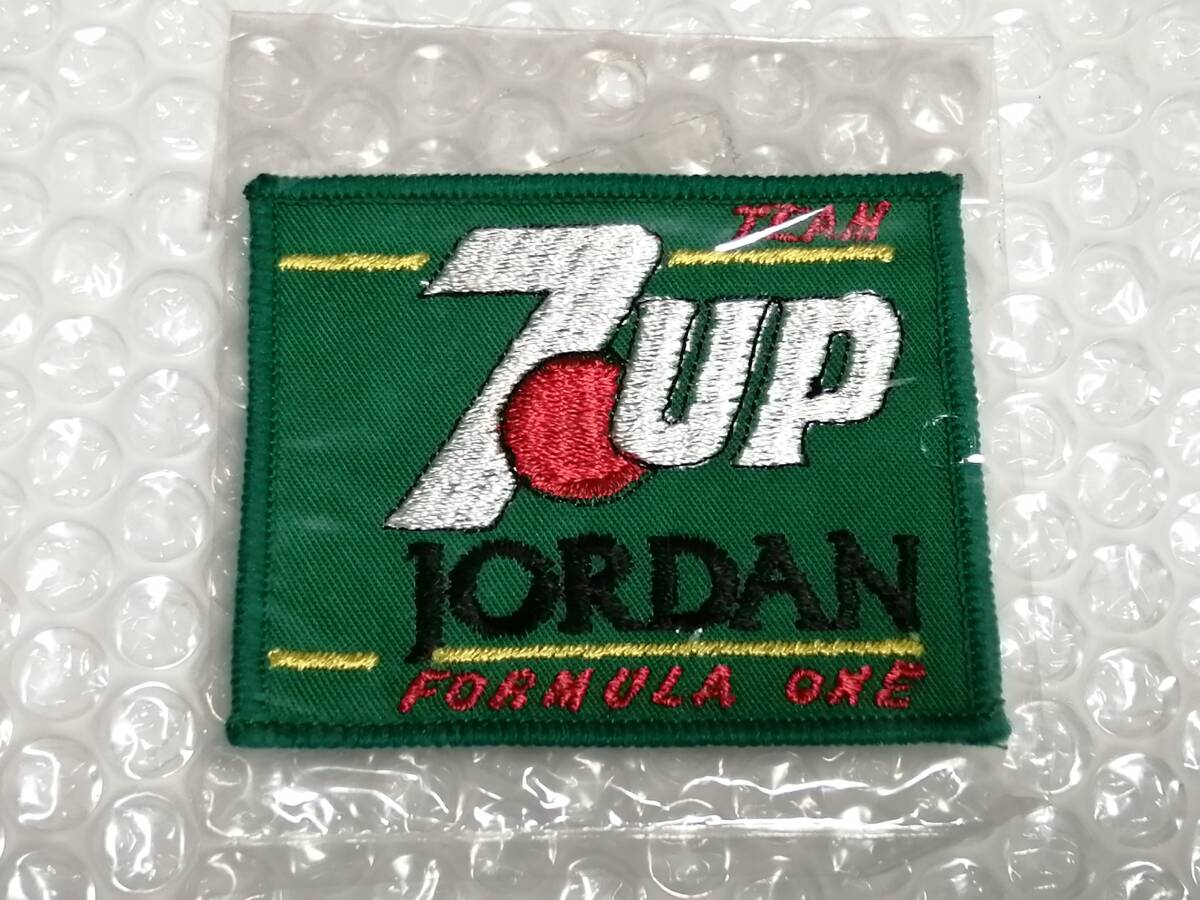 TEAM
7UP
JORDAN
FORMULA ONE